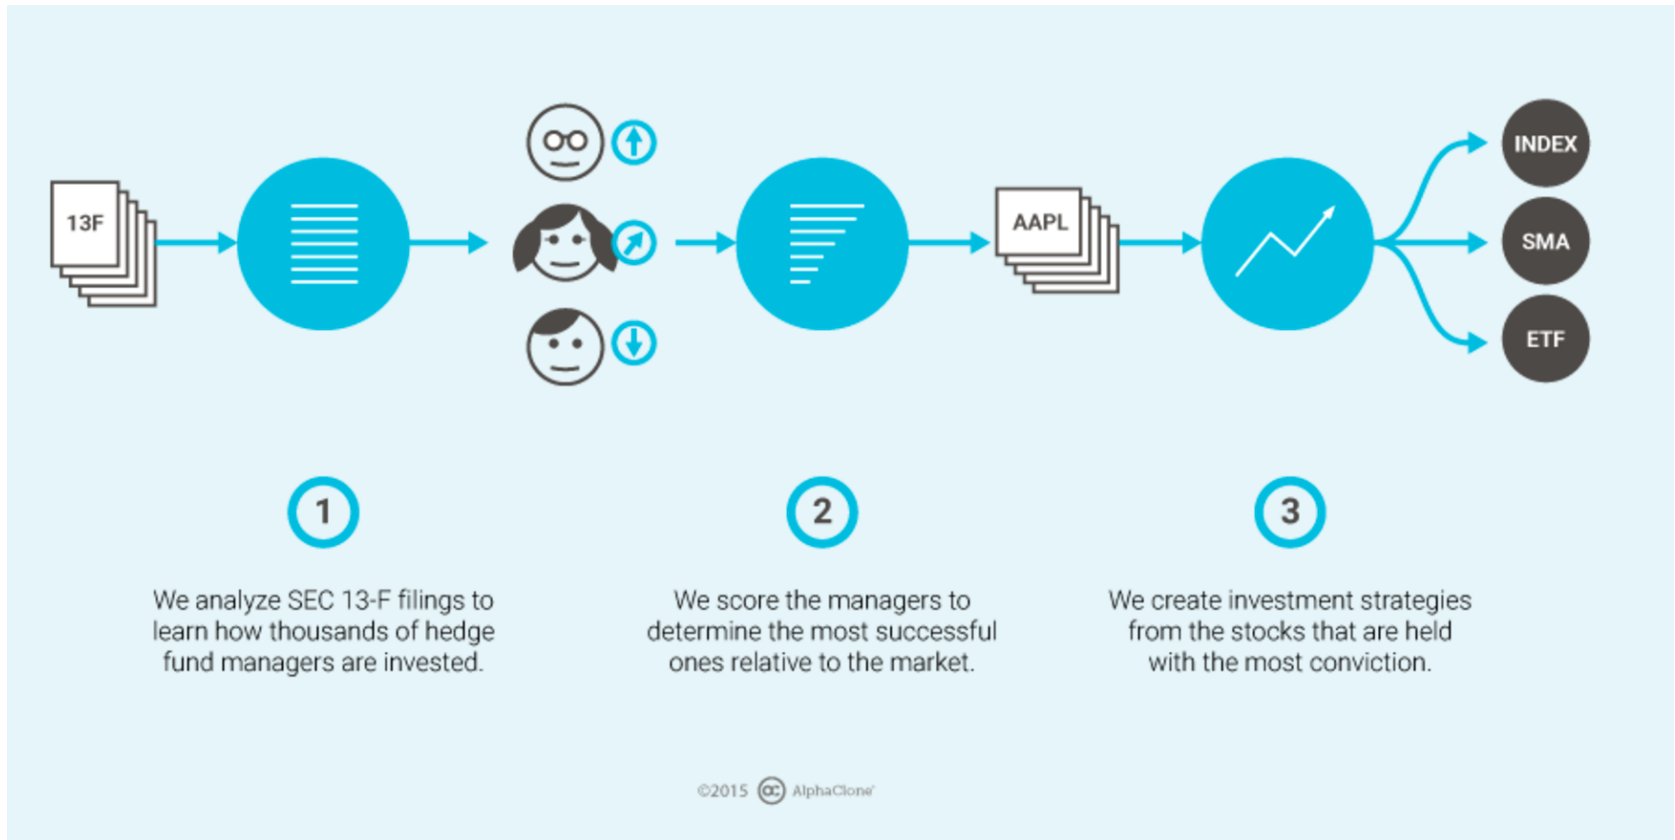 13F
AAPL
INDEX
SMA
ETF
1
We analyze SEC 13-F filings to
learn how thousands of hedge
fund managers are invested.
2
We score the managers to
determine the most successful
ones relative to the market.
3
We create investment strategies
from the stocks that are held
with the most conviction.
©2015 AlphaClone